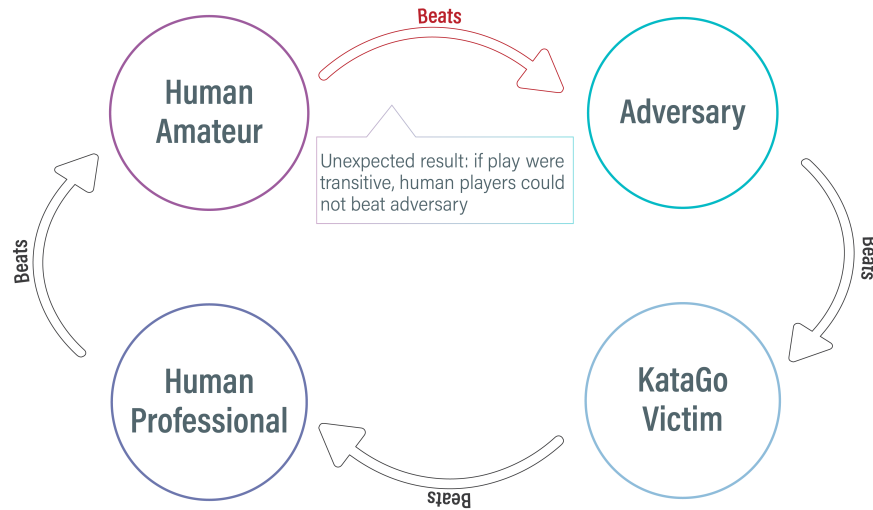 Beats
Human
Amateur
Adversary
Unexpected result: if play were
transitive, human players could
not beat adversary
Beats
Beats
Human
Professional
KataGo
Victim
Beats